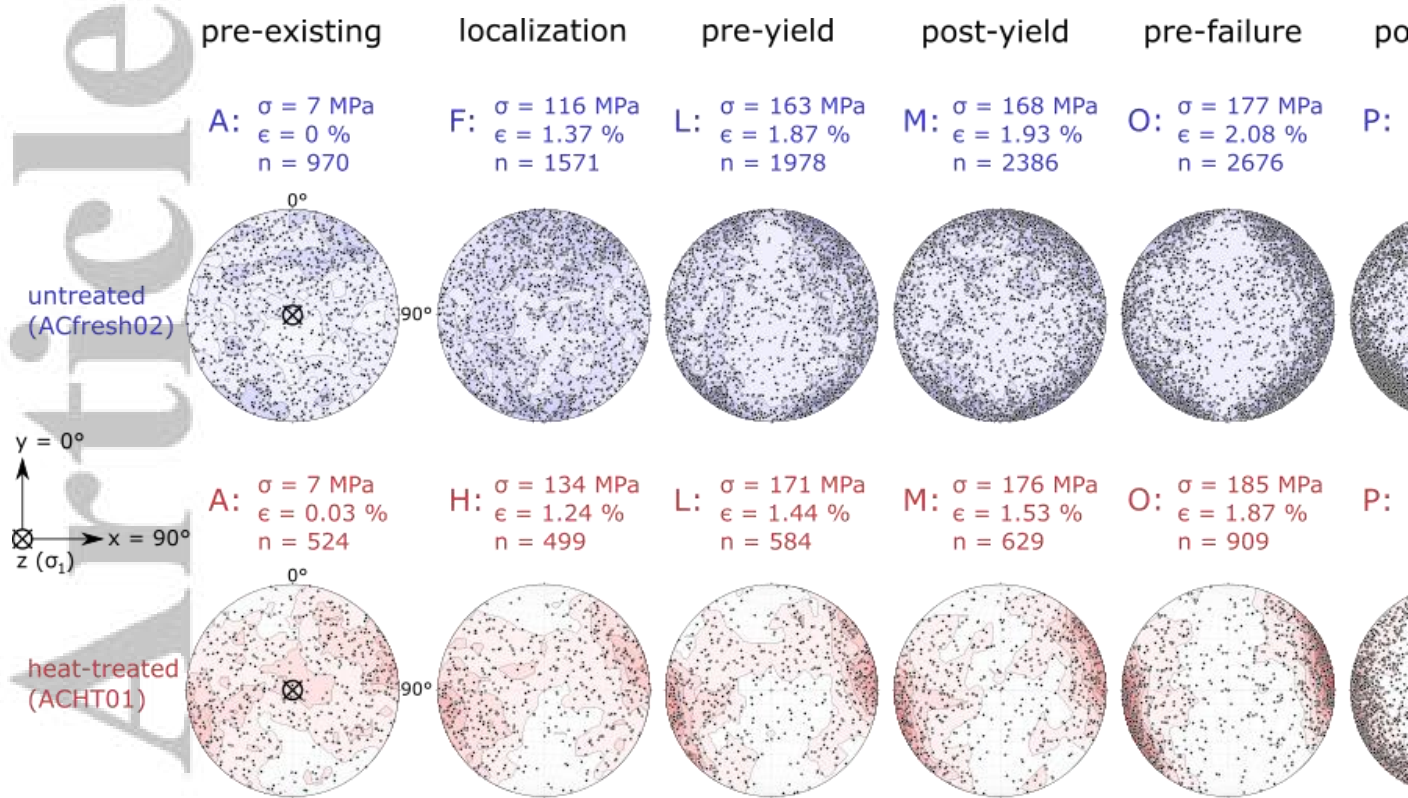 Article
pre-existing localization pre-yield post-yield pre-failure po
A: σ = 7 MPa ϵ = 0 % n = 970
F: σ = 116 MPa ϵ = 1.37 % n = 1571
L: σ = 163 MPa ϵ = 1.87 % n = 1978
M: σ = 168 MPa ϵ = 1.93 % n = 2386
O: σ = 177 MPa ϵ = 2.08 % n = 2676
P:
0°
90°
untreated
(ACfresh02)
y = 0°
x = 90°
z (σ₁)
A: σ = 7 MPa ϵ = 0.03 % n = 524
H: σ = 134 MPa ϵ = 1.24 % n = 499
L: σ = 171 MPa ϵ = 1.44 % n = 584
M: σ = 176 MPa ϵ = 1.53 % n = 629
O: σ = 185 MPa ϵ = 1.87 % n = 909
P:
0°
90°
heat-treated
(ACHT01)